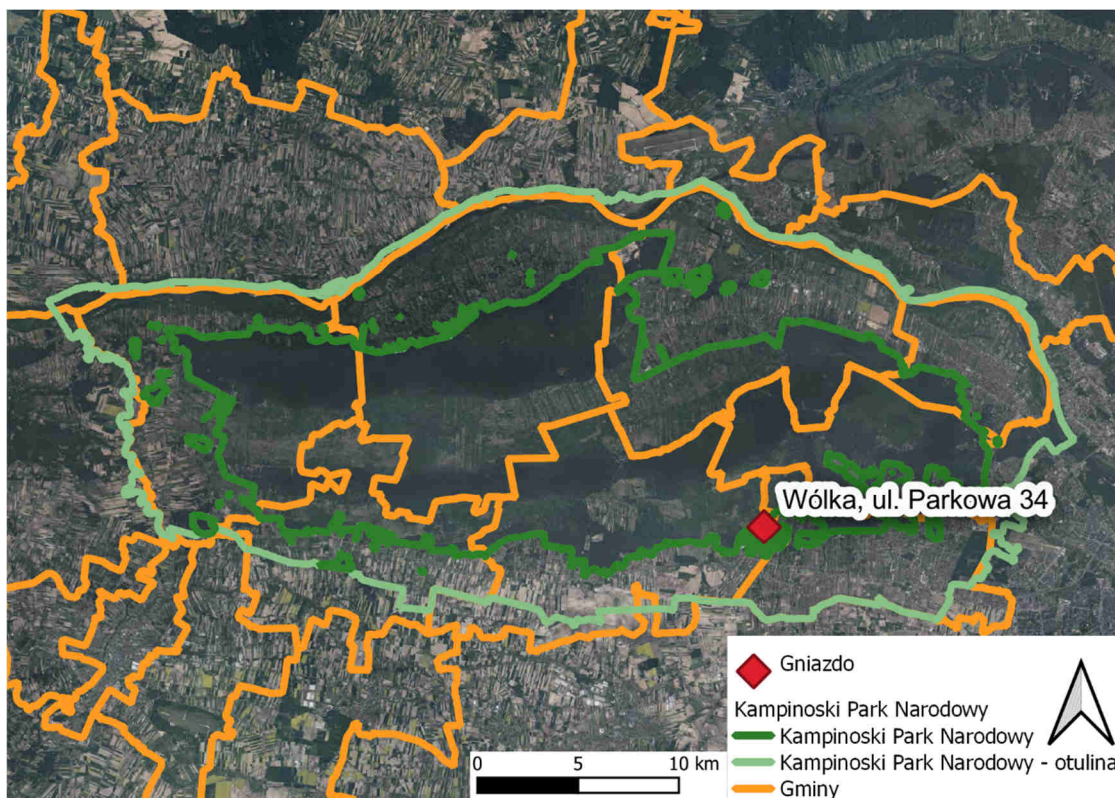 Wólka, ul. Parkowa 34
Gniazdo
Kampinoski Park Narodowy
Kampinoski Park Narodowy
Kampinoski Park Narodowy - otulina
Gminy
0 5 10 km